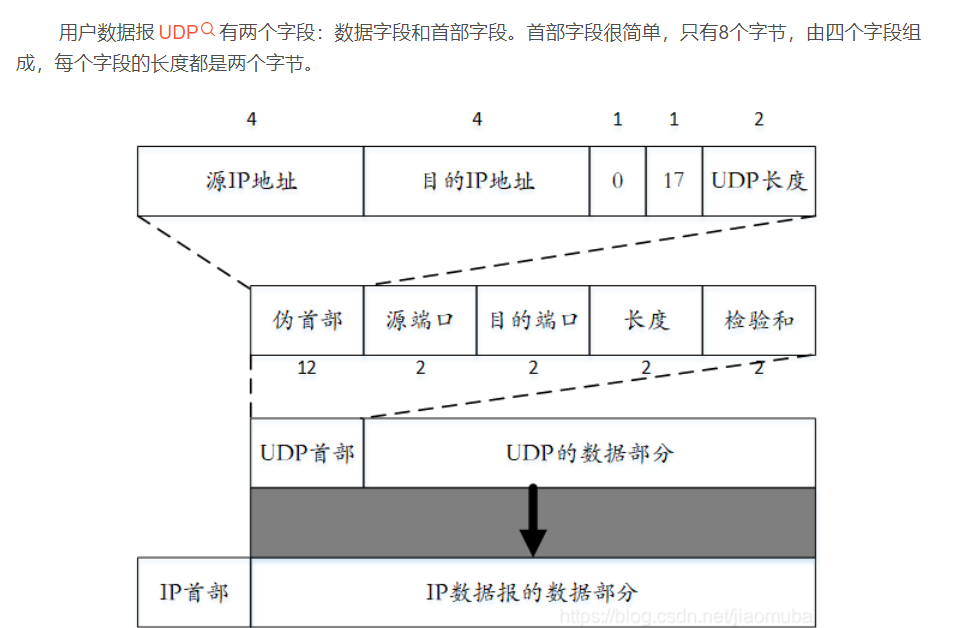 用户数据报 UDP 有两个字段：数据字段和首部字段。首部字段很简单，只有8个字节，由四个字段组
成，每个字段的长度都是两个字节。
4 4 1 1 2
源IP地址 目的IP地址 0 17 UDP长度
伪首部 源端口 目的端口 长度 检验和
12 2 2 2 2
UDP首部 UDP的数据部分
IP首部 IP数据报的数据部分
https://blog.csdn.net/jiaomubai